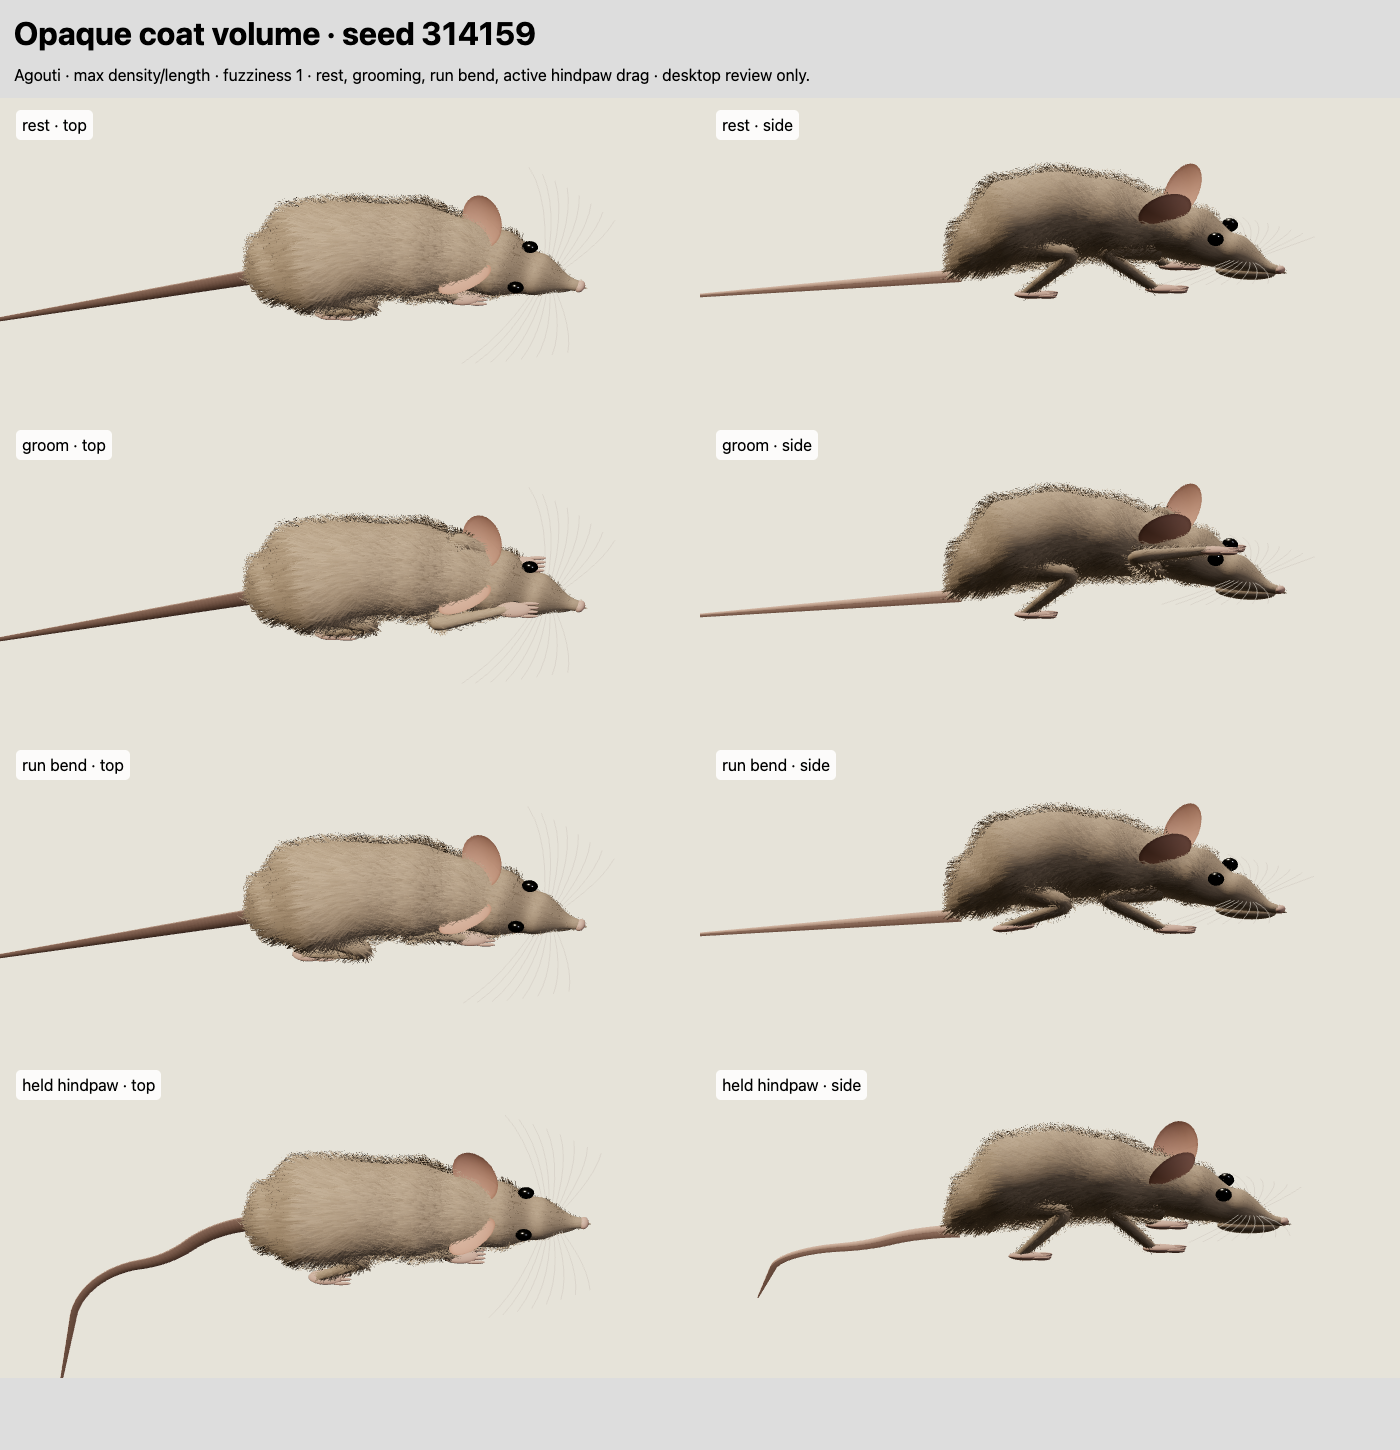 Opaque coat volume · seed 314159
Agouti · max density/length · fuzziness 1 · rest, grooming, run bend, active hindpaw drag · desktop review only.
rest · top
rest · side
groom · top
groom · side
run bend · top
run bend · side
held hindpaw · top
held hindpaw · side